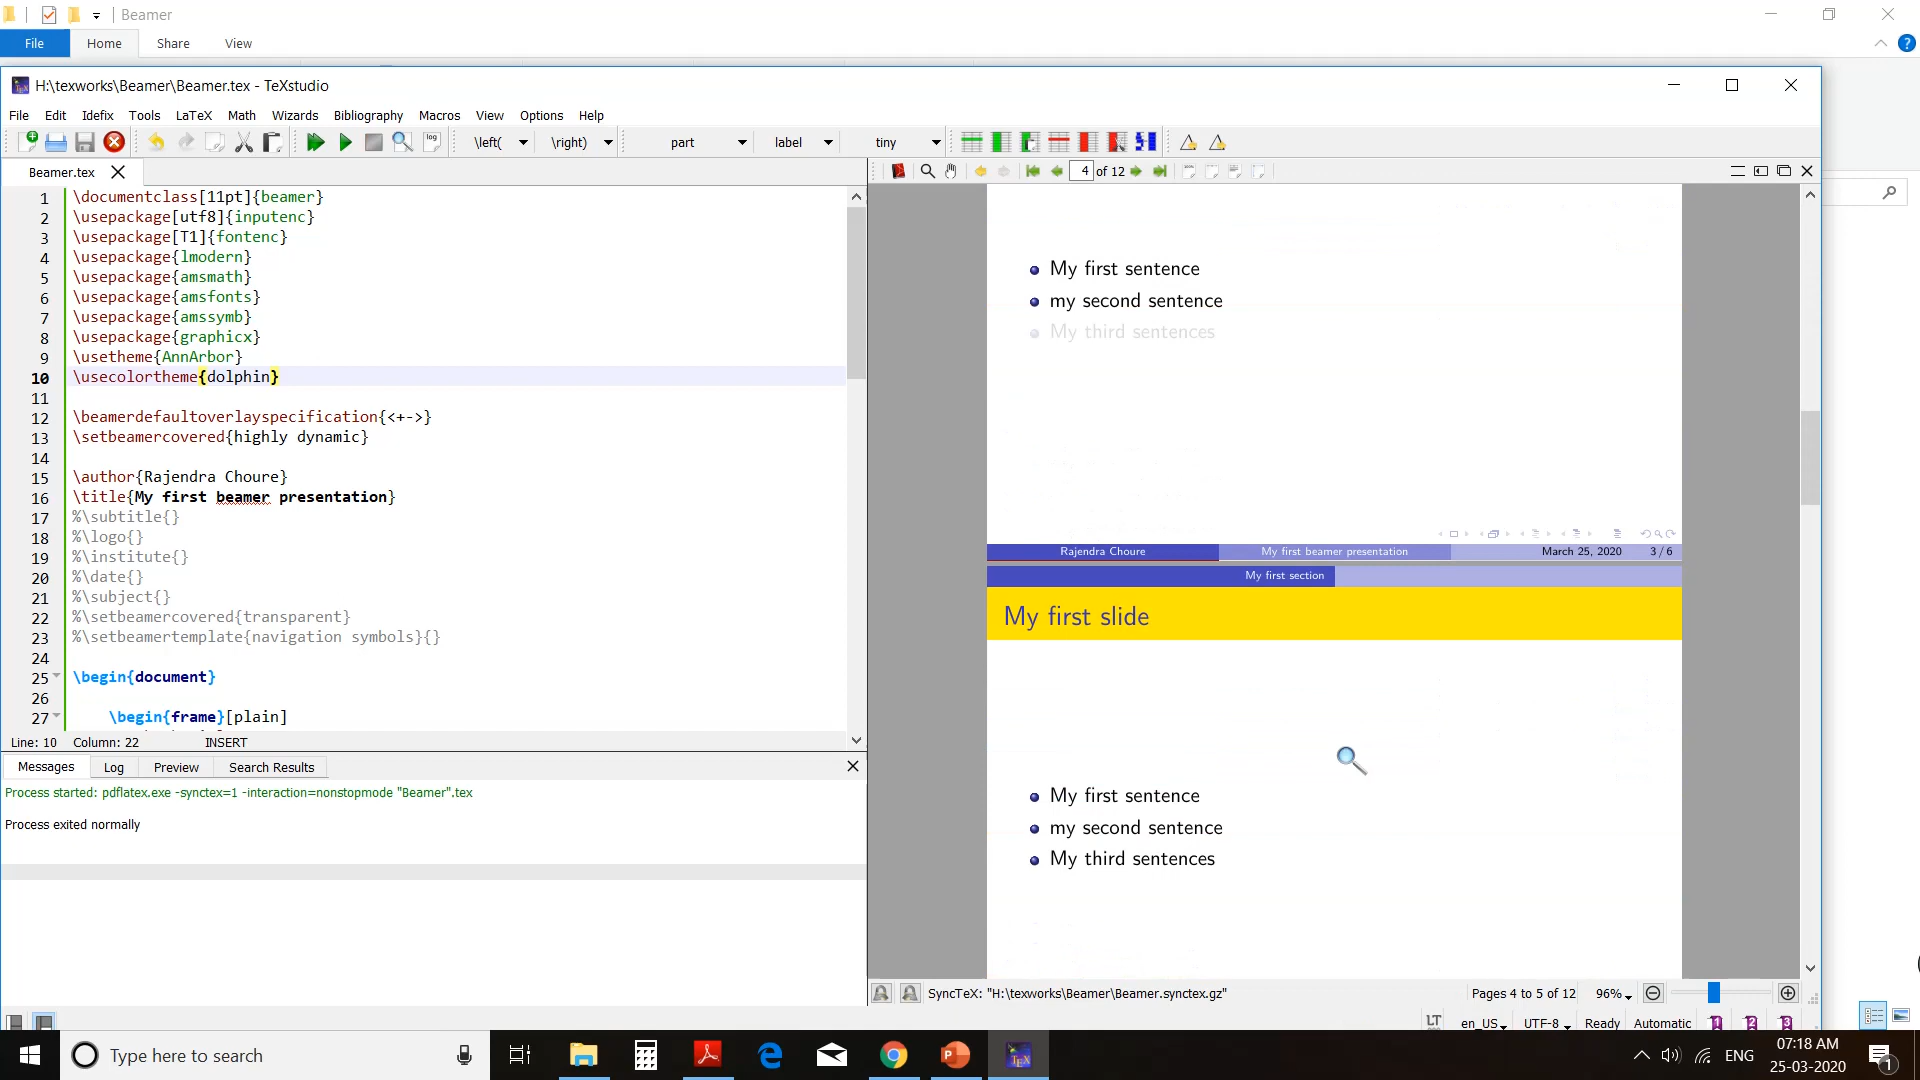 Beamer
File Home Share View
H:\texworks\Beamer\Beamer.tex - TeXstudio
File Edit Idefix Tools LaTeX Math Wizards Bibliography Macros View Options Help
log \left( \right) part label tiny
Beamer.tex
4 of 12
1 \documentclass[11pt]{beamer}
2 \usepackage[utf8]{inputenc}
3 \usepackage[T1]{fontenc}
4 \usepackage{lmodern}
5 \usepackage{amsmath}
6 \usepackage{amsfonts}
7 \usepackage{amssymb}
8 \usepackage{graphicx}
9 \usetheme{AnnArbor}
10 \usecolortheme{dolphin}
11
12 \beamerdefaultoverlayspecification{<+->}
13 \setbeamercovered{highly dynamic}
14
15 \author{Rajendra Choure}
16 \title{My first beamer presentation}
17 %\subtitle{}
18 %\logo{}
19 %\institute{}
20 %\date{}
21 %\subject{}
22 %\setbeamercovered{transparent}
23 %\setbeamertemplate{navigation symbols}{}
24
25 \begin{document}
26
27 \begin{frame}[plain]
Line: 10 Column: 22 INSERT
Messages Log Preview Search Results
Process started: pdflatex.exe -synctex=1 -interaction=nonstopmode "Beamer".tex
Process exited normally
My first sentence
my second sentence
My third sentences
Rajendra Choure My first beamer presentation March 25, 2020 3 / 6
My first section
My first slide
My first sentence
my second sentence
My third sentences
SyncTeX: "H:\texworks\Beamer\Beamer.synctex.gz" Pages 4 to 5 of 12 96%
LT en_US UTF-8 Ready Automatic 1 2 3
Type here to search
ENG
07:18 AM
25-03-2020
1